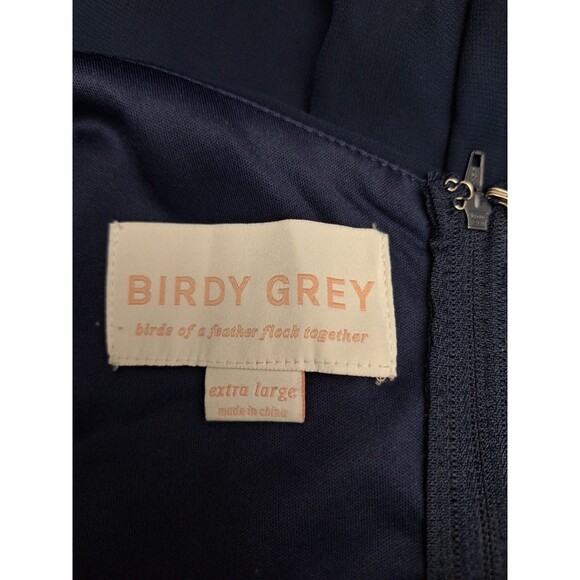 BIRDY GREY
birds of a feather flock together
extra large
made in china